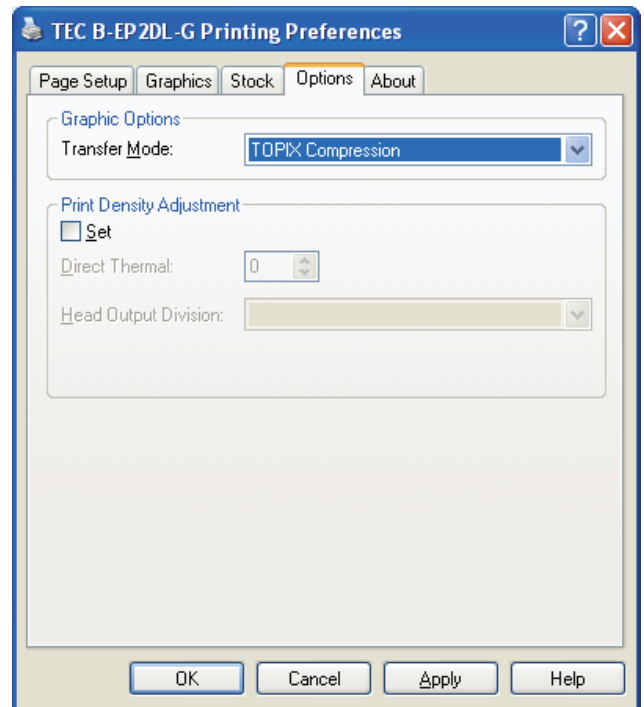 TEC B-EP2DL-G Printing Preferences
Page Setup Graphics Stock Options About
Graphic Options
Transfer Mode: TOPIX Compression
Print Density Adjustment
Set
Direct Thermal: 0
Head Output Division:
OK Cancel Apply Help